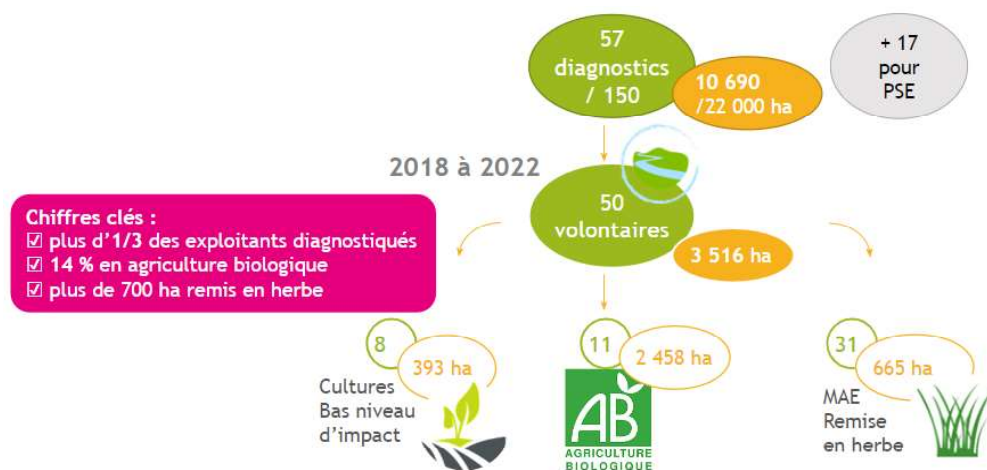 57
diagnostics
/ 150
10 690
/22 000 ha
+ 17
pour
PSE
2018 à 2022
50
volontaires
3 516 ha
Chiffres clés :
☑ plus d’1/3 des exploitants diagnostiqués
☑ 14 % en agriculture biologique
☑ plus de 700 ha remis en herbe
8
393 ha
Cultures
Bas niveau
d’impact
11
2 458 ha
AB
AGRICULTURE
BIOLOGIQUE
31
665 ha
MAE
Remise
en herbe